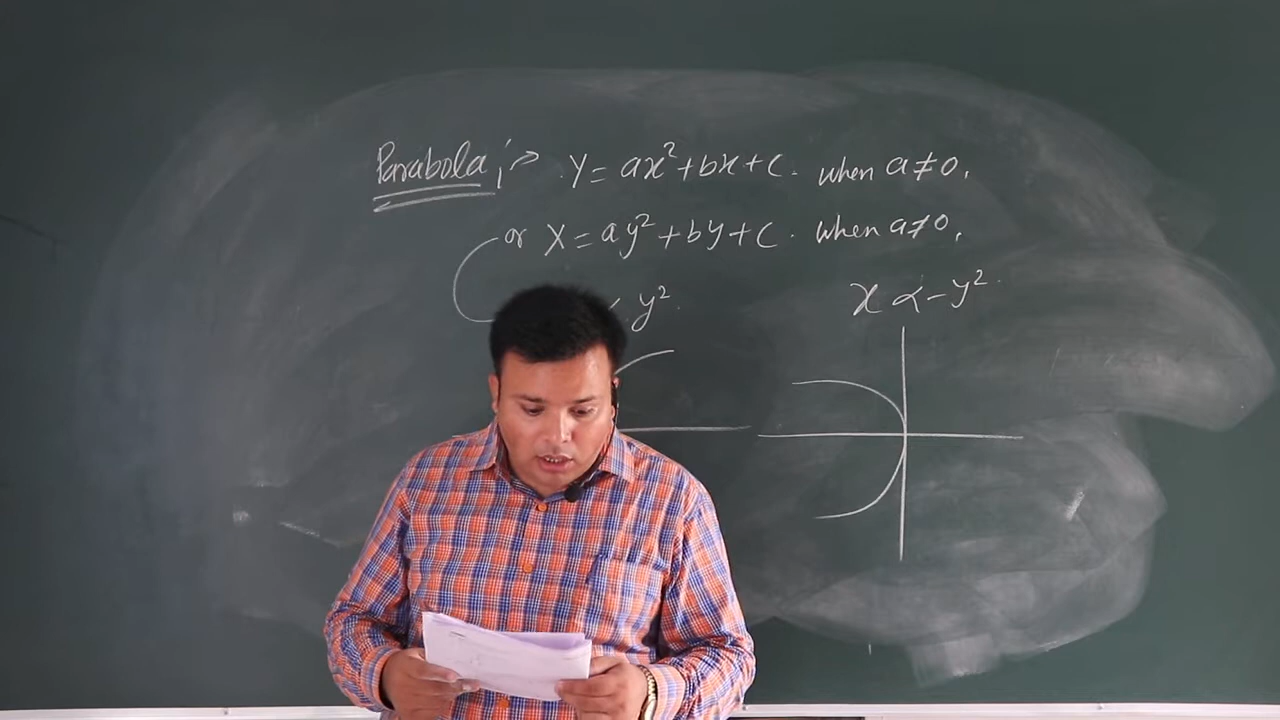 Parabola ;→ Y = ax² + bx + c. when a ≠ 0.
or X = ay² + by + c. when a ≠ 0.
y².
x ∝ -y².